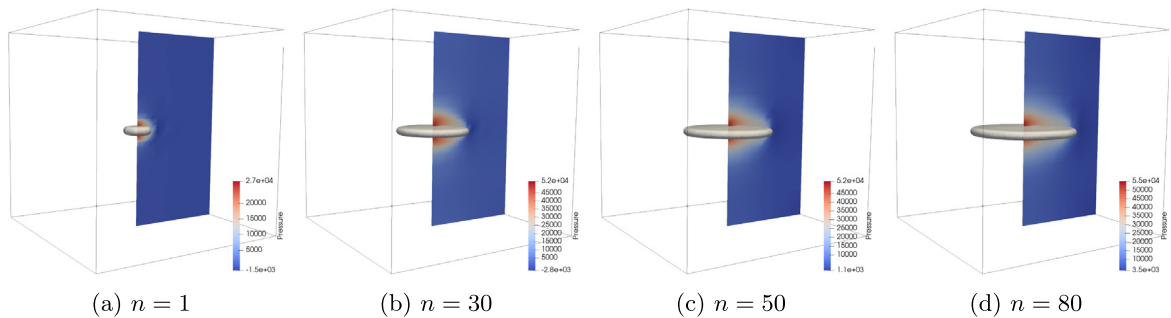 2.7e+04
20000
15000
10000
5000
-1.5e+03
Pressure
5.2e+04
45000
40000
35000
30000
25000
20000
15000
10000
5000
-2.8e+03
Pressure
5.2e+04
45000
40000
35000
30000
25000
20000
15000
10000
5000
1.1e+03
Pressure
5.5e+04
50000
45000
40000
35000
30000
25000
20000
15000
10000
3.5e+03
Pressure
(a) n = 1
(b) n = 30
(c) n = 50
(d) n = 80